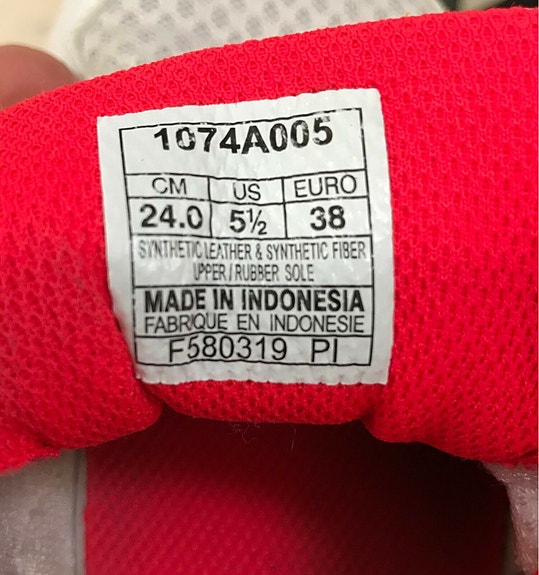 1074A005
CM US EURO
24.0 5½ 38
SYNTHETIC LEATHER & SYNTHETIC FIBER
UPPER / RUBBER SOLE
MADE IN INDONESIA
FABRIQUE EN INDONESIE
F580319 PI